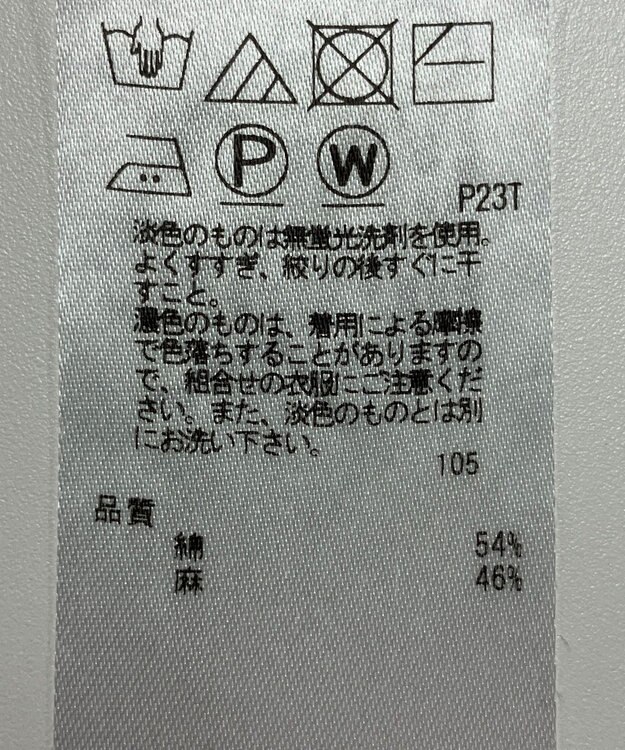 P W
P23T
淡色のものは無蛍光洗剤を使用。
よくすすぎ、絞りの後すぐに干
すこと。
濃色のものは、着用による摩擦
で色落ちすることがありますの
で、組合せの衣服にご注意くだ
さい。また、淡色のものとは別
にお洗い下さい。
105
品質
綿 54%
麻 46%